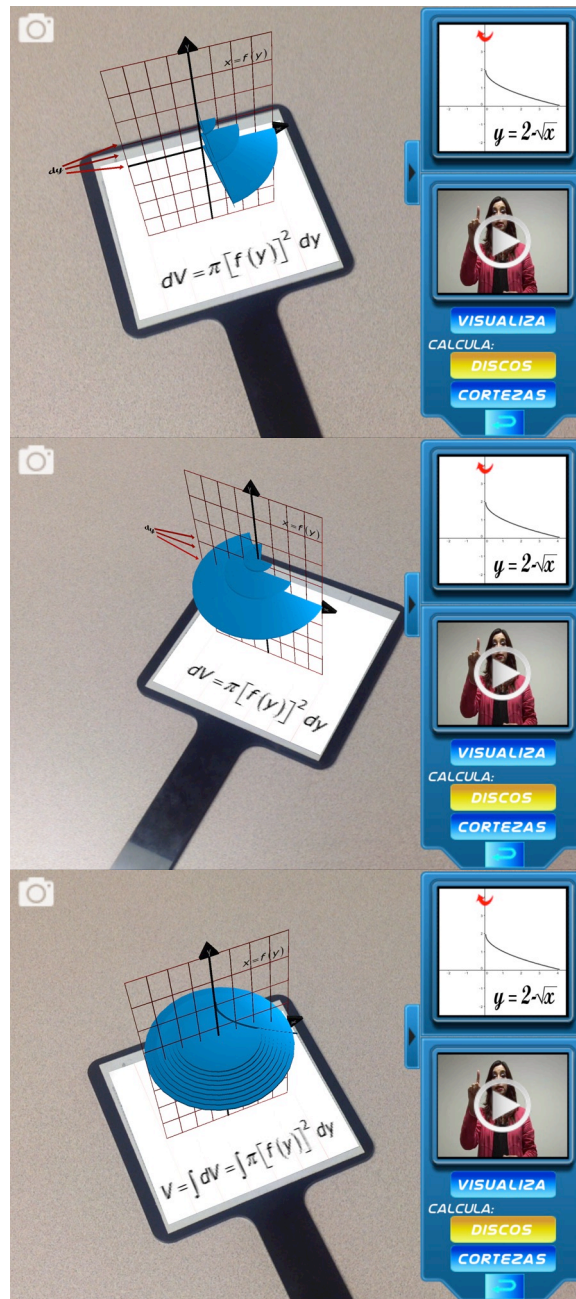 x=f(y)
dy
dV = π[f(y)]² dy
y = 2-√x
VISUALIZA
CALCULA:
DISCOS
CORTEZAS
x=f(y)
dy
dV = π[f(y)]² dy
y = 2-√x
VISUALIZA
CALCULA:
DISCOS
CORTEZAS
x=f(y)
V = ∫dV = ∫π[f(y)]² dy
y = 2-√x
VISUALIZA
CALCULA:
DISCOS
CORTEZAS